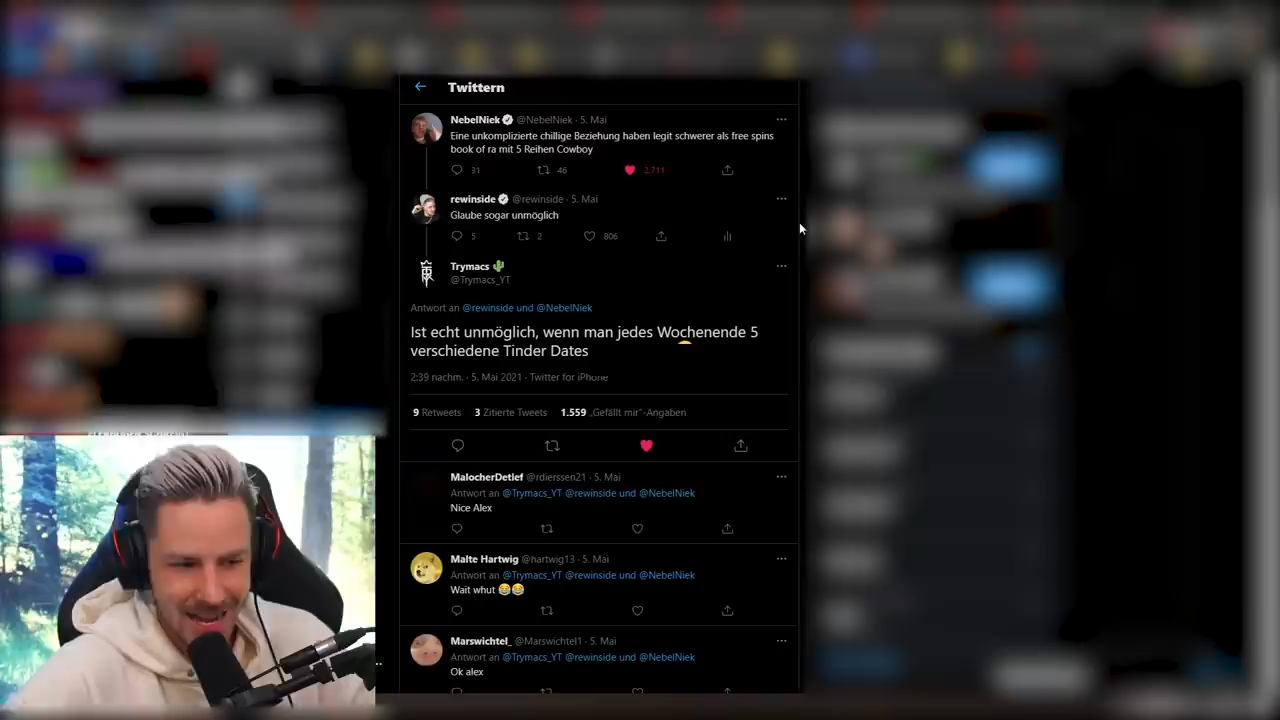 Twittern
NebelNiek @NebelNiek · 5. Mai
Eine unkomplizierte chillige Beziehung haben legit schwerer als free spins
book of ra mit 5 Reihen Cowboy
31 46 2.711
rewinside @rewinside · 5. Mai
Glaube sogar unmöglich
5 2 806
Trymacs 🌵
@Trymacs_YT
Antwort an @rewinside und @NebelNiek
Ist echt unmöglich, wenn man jedes Wochenende 5
verschiedene Tinder Dates
2:39 nachm. · 5. Mai 2021 · Twitter for iPhone
9 Retweets 3 Zitierte Tweets 1.559 „Gefällt mir“-Angaben
MalocherDetlef @rdierssen21 · 5. Mai
Antwort an @Trymacs_YT @rewinside und @NebelNiek
Nice Alex
Malte Hartwig @hartwig13 · 5. Mai
Antwort an @Trymacs_YT @rewinside und @NebelNiek
Wait whut 😂😂
Marswichtel_ @Marswichtel1 · 5. Mai
Antwort an @Trymacs_YT @rewinside und @NebelNiek
Ok alex